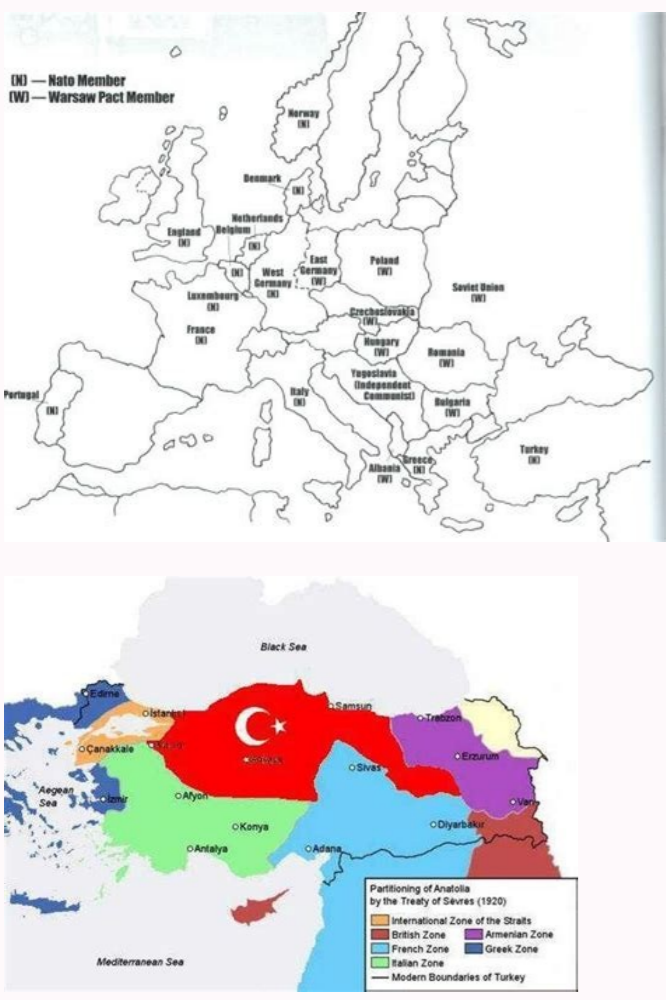 (N) — Nato Member
(W) — Warsaw Pact Member
Norway
(N)
Denmark
(N)
Netherlands
(N)
Belgium
(N)
England
(N)
West
Germany
(N)
East
Germany
(W)
Poland
(W)
Soviet Union
(W)
Luxembourg
(N)
France
(N)
Czechoslovakia
(W)
Hungary
(W)
Romania
(W)
Yugoslavia
(Independent
Communist)
Portugal
(N)
Italy
(N)
Bulgaria
(W)
Albania
(W)
Greece
(N)
Turkey
(N)
Black Sea
Edirne
Samsun
Trabzon
Çanakkale
Erzurum
Sivas
Aegean
Sea
Izmir
Afyon
Van
Konya
Diyarbakır
Antalya
Adana
Partitioning of Anatolia
by the Treaty of Sèvres (1920)
International Zone of the Straits
British Zone
Armenian Zone
French Zone
Greek Zone
Italian Zone
Modern Boundaries of Turkey
Mediterranean Sea